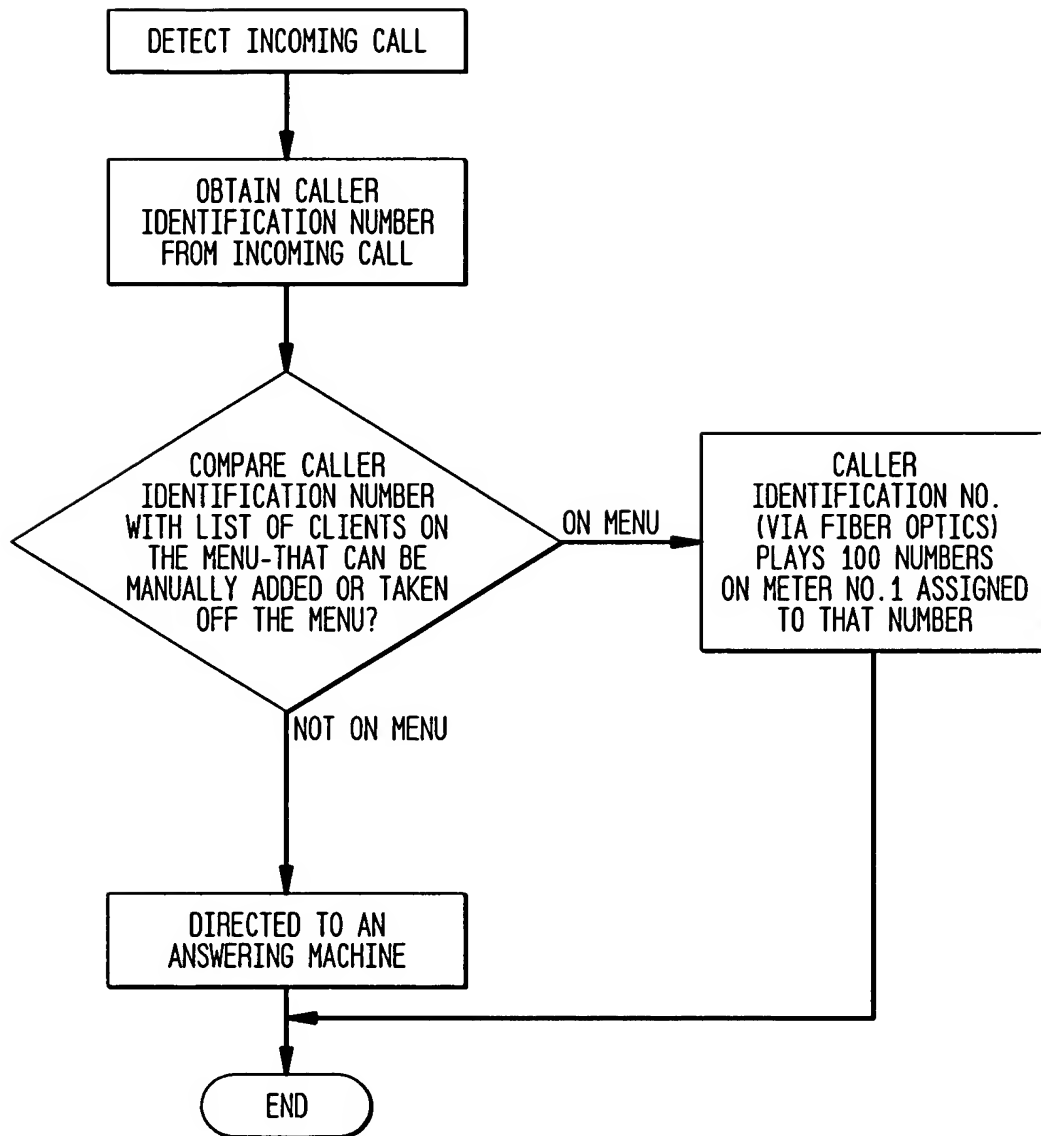 DETECT INCOMING CALL
OBTAIN CALLER
IDENTIFICATION NUMBER
FROM INCOMING CALL
COMPARE CALLER
IDENTIFICATION NUMBER
WITH LIST OF CLIENTS ON
THE MENU-THAT CAN BE
MANUALLY ADDED OR TAKEN
OFF THE MENU?
ON MENU
CALLER
IDENTIFICATION NO.
(VIA FIBER OPTICS)
PLAYS 100 NUMBERS
ON METER NO.1 ASSIGNED
TO THAT NUMBER
NOT ON MENU
DIRECTED TO AN
ANSWERING MACHINE
END